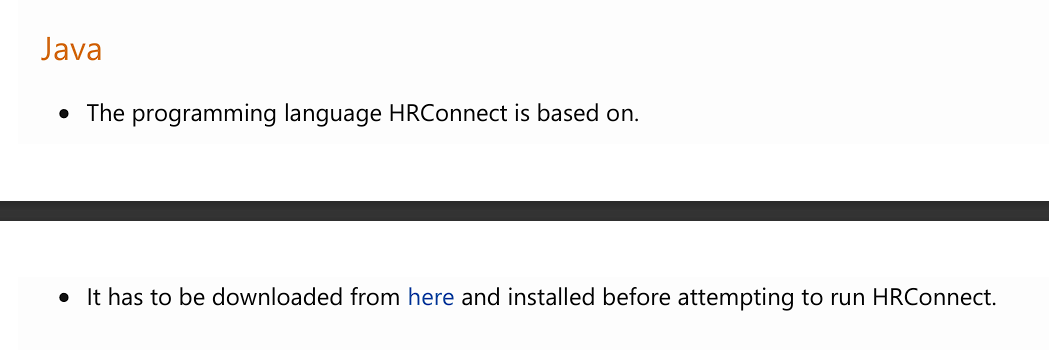 Java
• The programming language HRConnect is based on.
• It has to be downloaded from here and installed before attempting to run HRConnect.